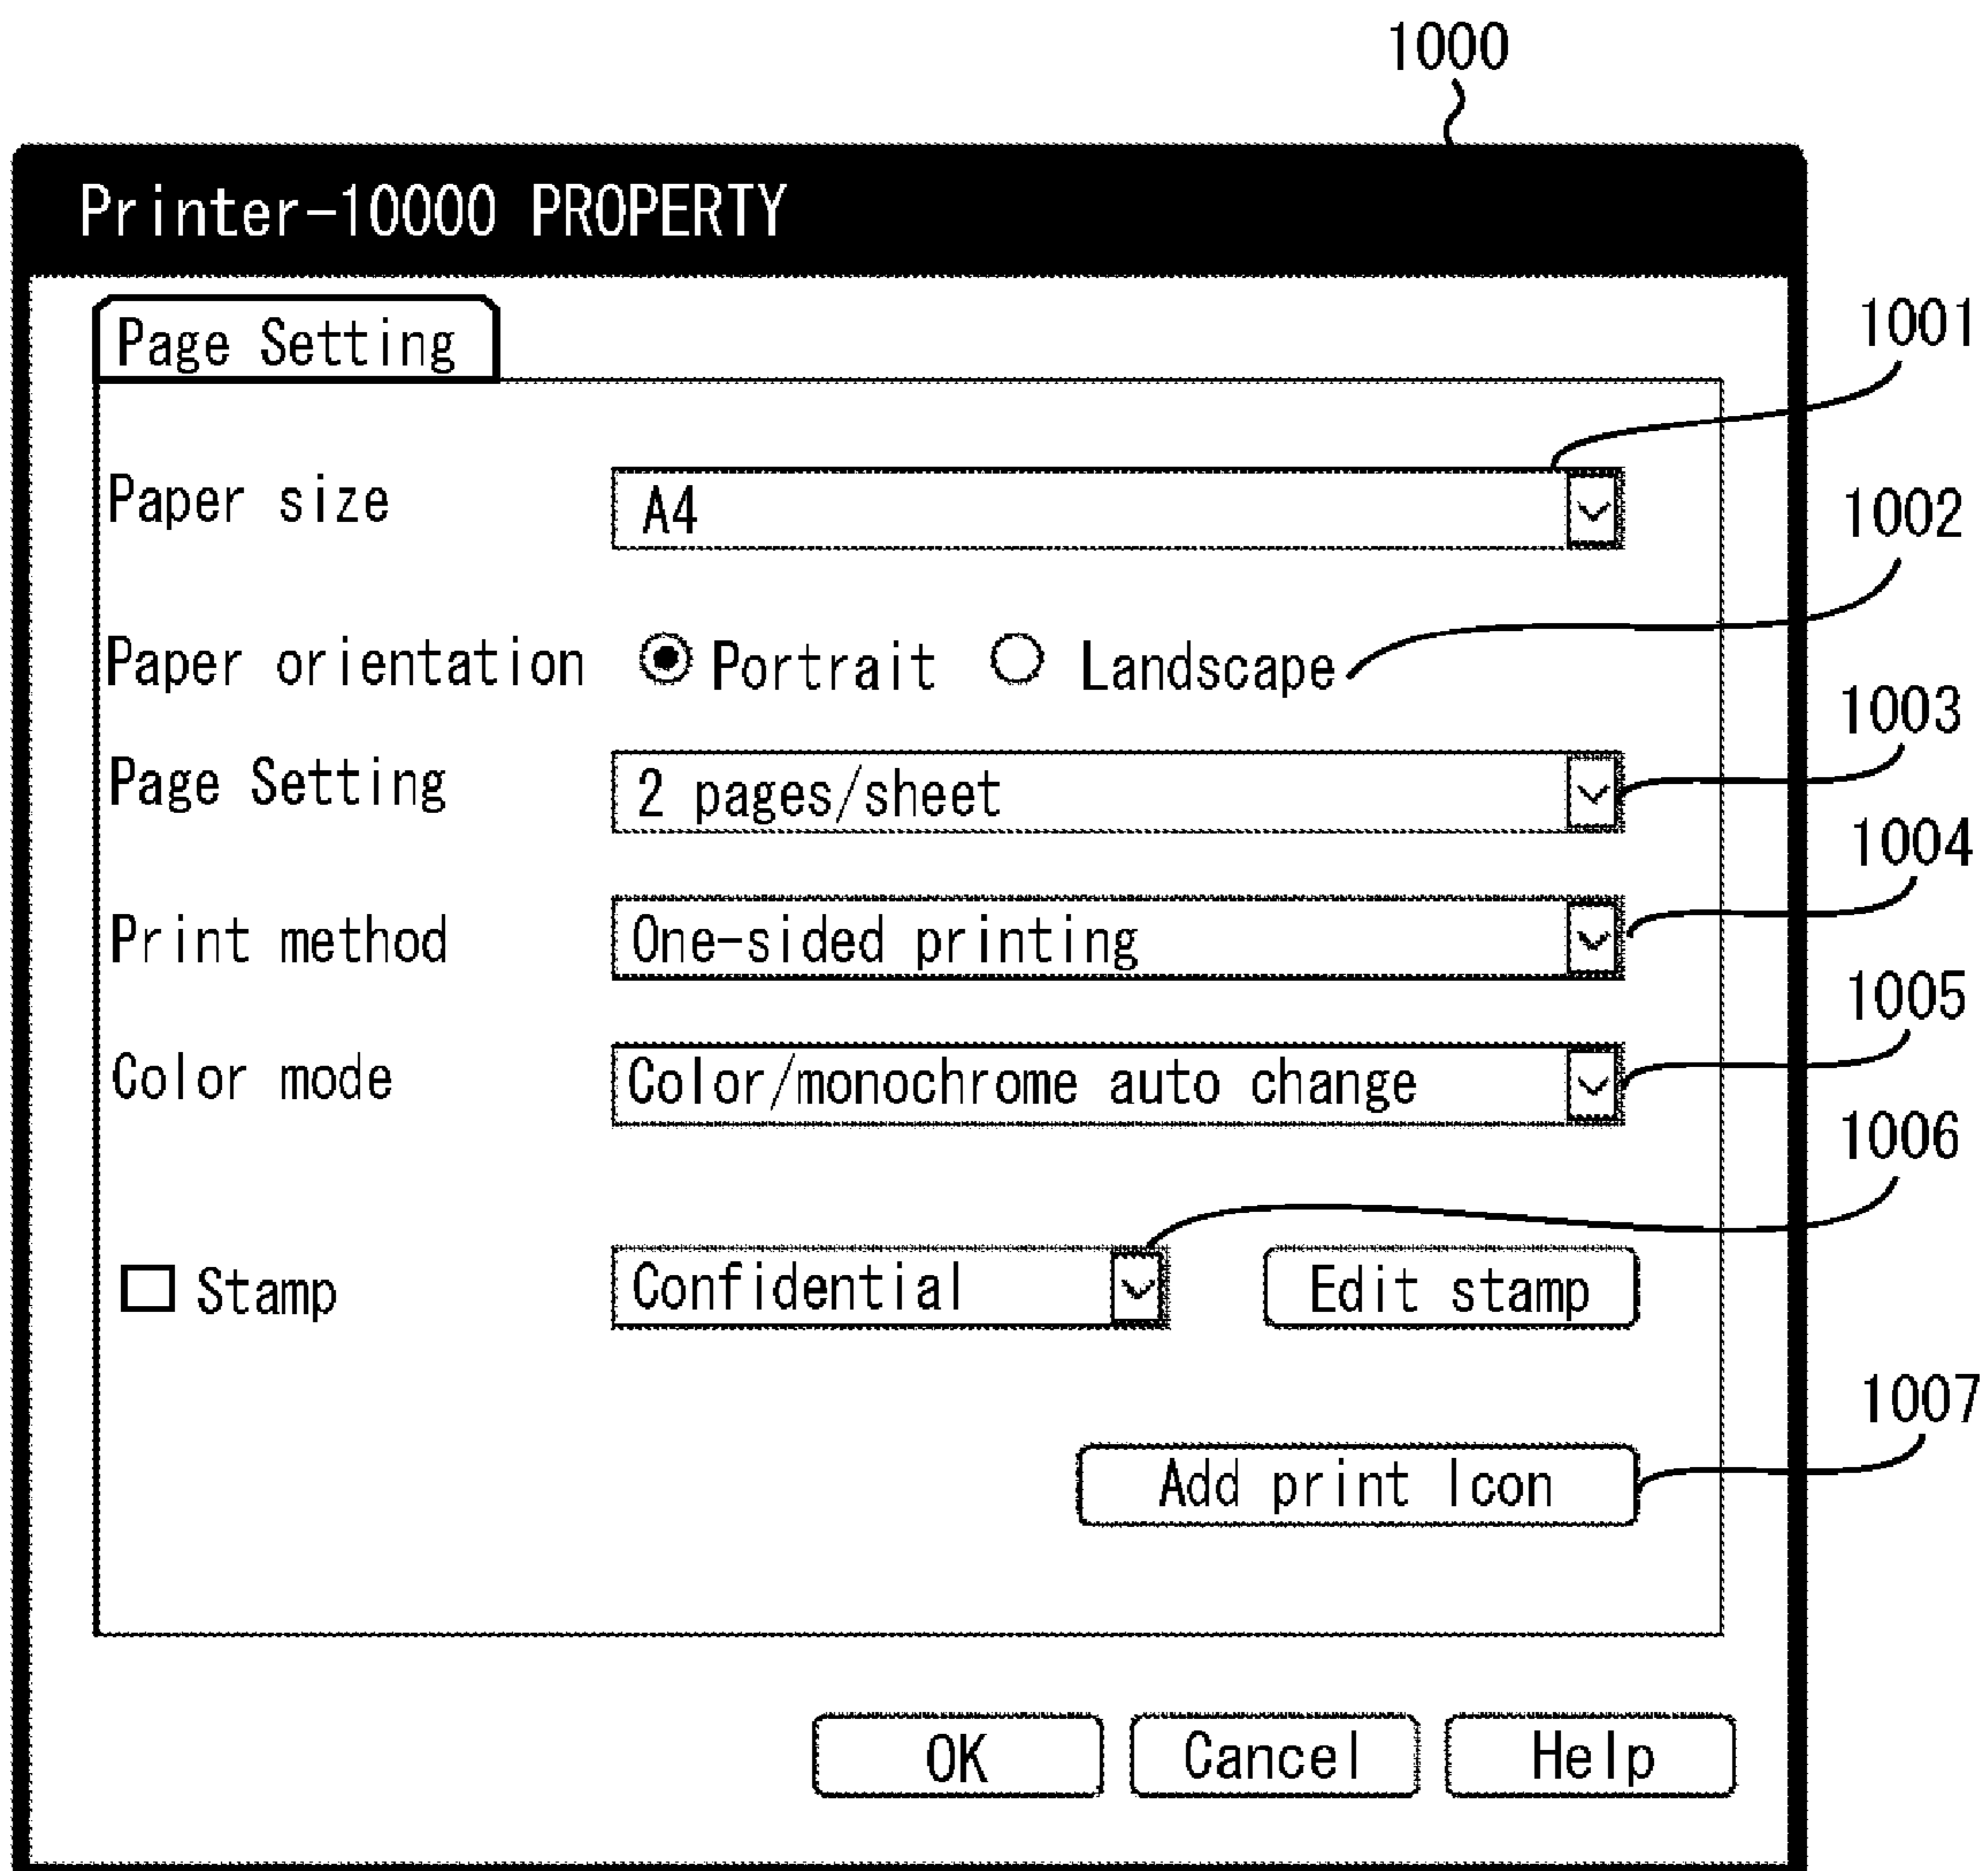 1000
Printer-10000 PROPERTY
Page Setting
1001
Paper size A4
1002
Paper orientation Portrait Landscape
1003
Page Setting 2 pages/sheet
1004
Print method One-sided printing
1005
Color mode Color/monochrome auto change
1006
Stamp Confidential Edit stamp
1007
Add print Icon
OK Cancel Help